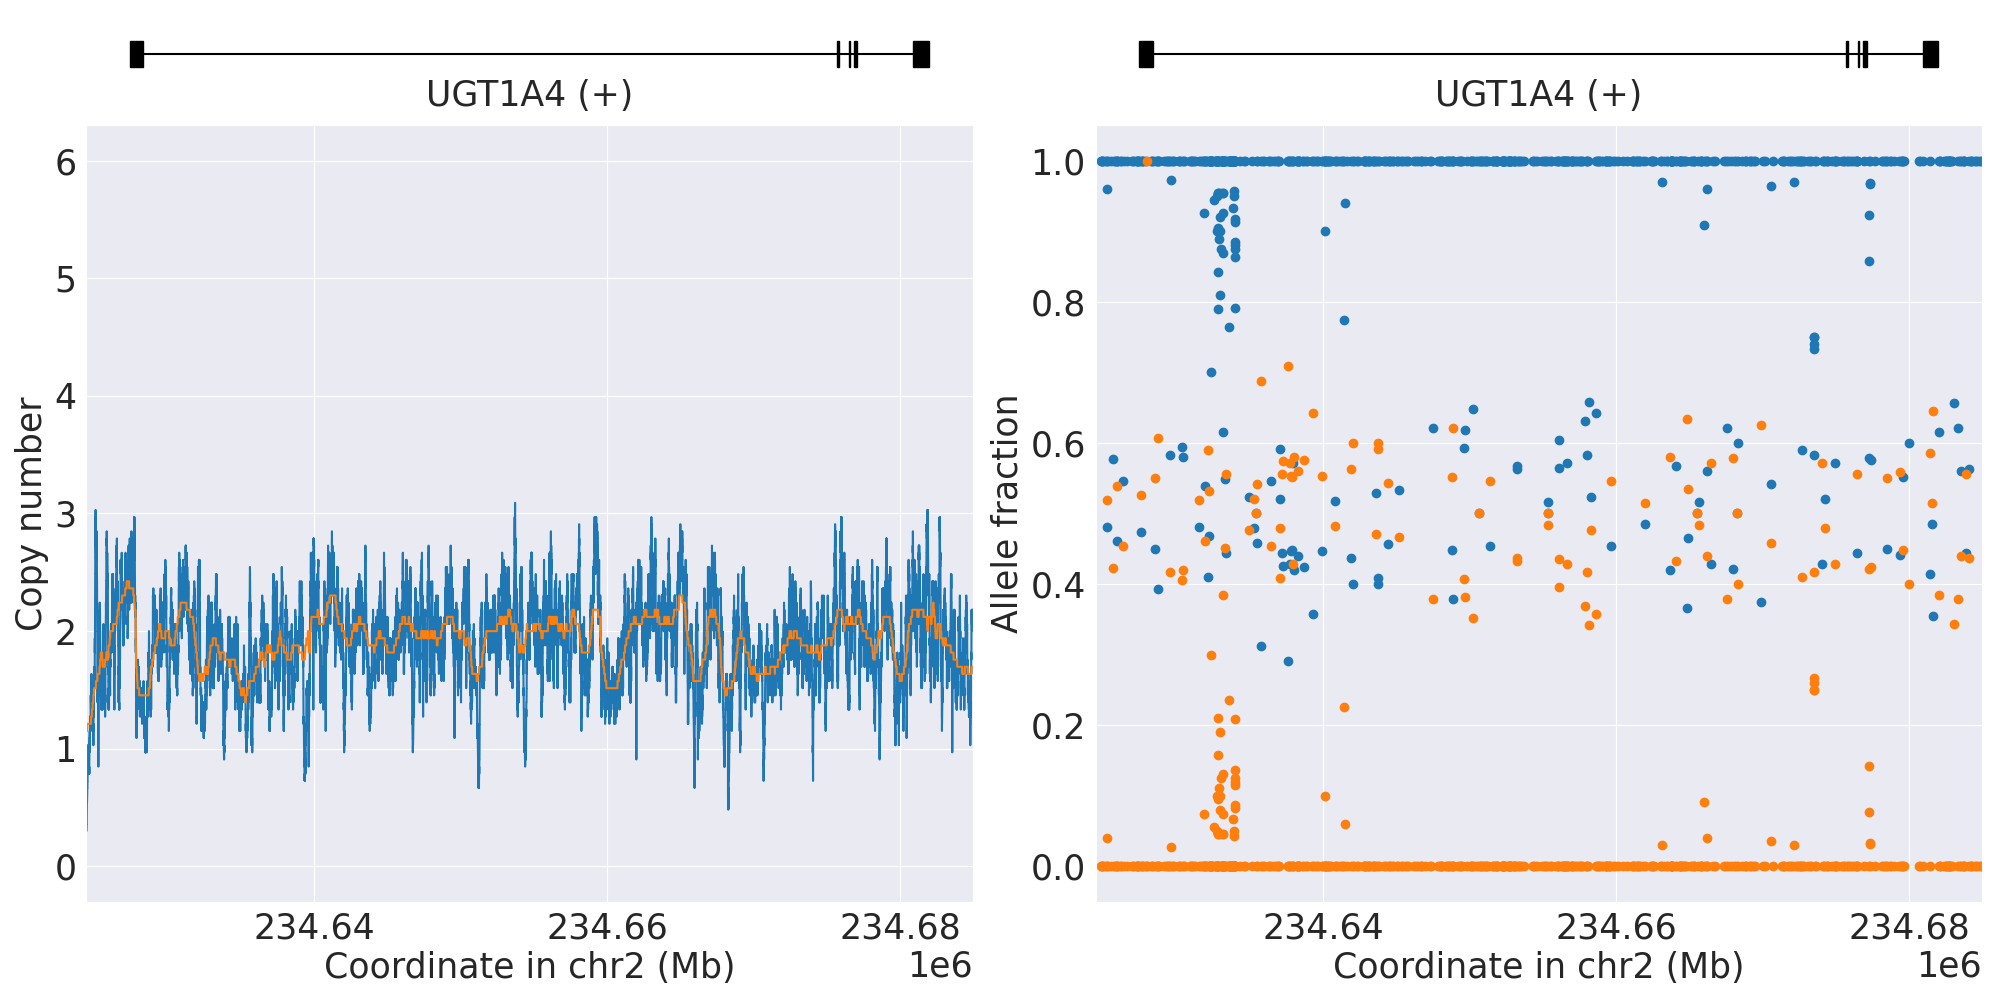 UGT1A4 (+)
Copy number
6
5
4
3
2
1
0
234.64 234.66 234.68
Coordinate in chr2 (Mb) 1e6
UGT1A4 (+)
Allele fraction
1.0
0.8
0.6
0.4
0.2
0.0
234.64 234.66 234.68
Coordinate in chr2 (Mb) 1e6